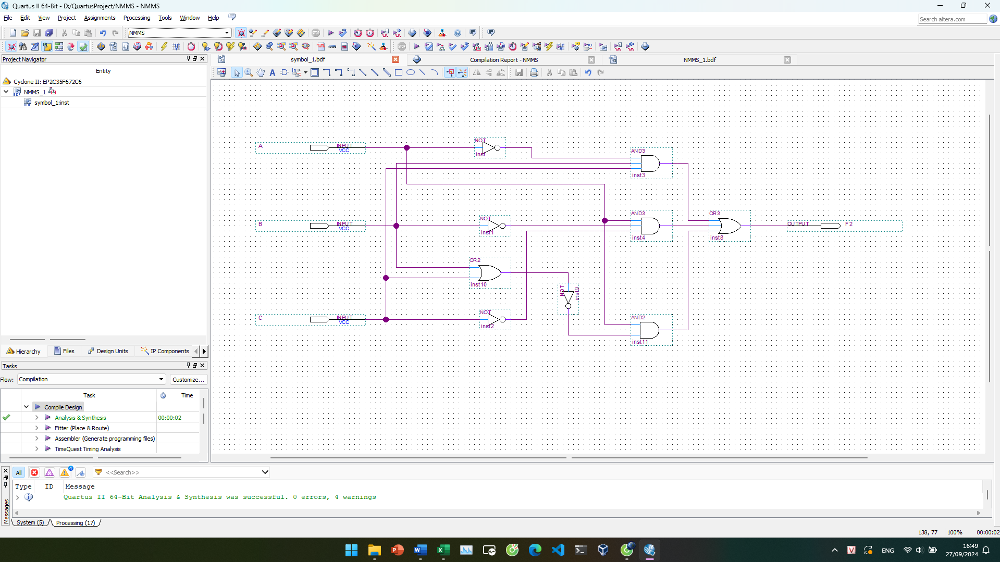 Quartus II 64-Bit - D:/QuartusProject/NMMS - NMMS
File Edit View Project Assignments Processing Tools Window Help
Search altera.com
NMMS
STOP
STOP
Project Navigator
symbol_1.bdf
Compilation Report - NMMS
NMMS_1.bdf
Entity
Cyclone II: EP2C35F672C6
NMMS_1
symbol_1:inst
A
INPUT
VCC
NOT
inst
AND3
inst3
B
INPUT
VCC
NOT
inst1
AND3
inst4
OR3
inst8
OUTPUT
F2
OR2
inst10
NOT
inst9
C
INPUT
VCC
NOT
inst2
AND2
inst11
Hierarchy
Files
Design Units
IP Components
Tasks
Flow:
Compilation
Customize...
Task
Time
Compile Design
Analysis & Synthesis
00:00:02
Fitter (Place & Route)
Assembler (Generate programming files)
TimeQuest Timing Analysis
All
4
<<Search>>
Type ID Message
Quartus II 64-Bit Analysis & Synthesis was successful. 0 errors, 4 warnings
Messages
System (5)
Processing (17)
138, 77
100%
00:00:02
ENG
16:49
27/09/2024